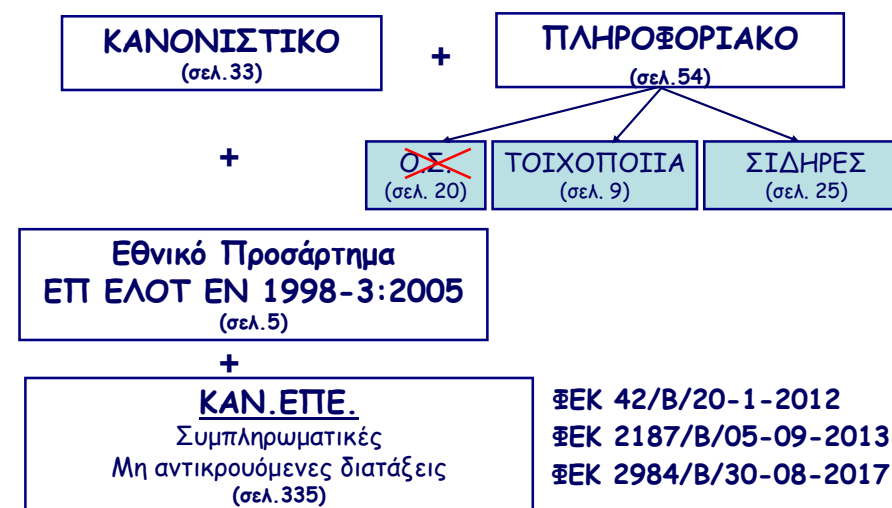 ΚΑΝΟΝΙΣΤΙΚΟ
(σελ.33)
+
ΠΛΗΡΟΦΟΡΙΑΚΟ
(σελ.54)
+
Ο.Σ.
(σελ. 20)
ΤΟΙΧΟΠΟΙΙΑ
(σελ. 9)
ΣΙΔΗΡΕΣ
(σελ. 25)
Εθνικό Προσάρτημα
ΕΠ ΕΛΟΤ EN 1998-3:2005
(σελ.5)
+
ΚΑΝ.ΕΠΕ.
Συμπληρωματικές
Μη αντικρουόμενες διατάξεις
(σελ.335)
ΦΕΚ 42/Β/20-1-2012
ΦΕΚ 2187/Β/05-09-2013
ΦΕΚ 2984/Β/30-08-2017